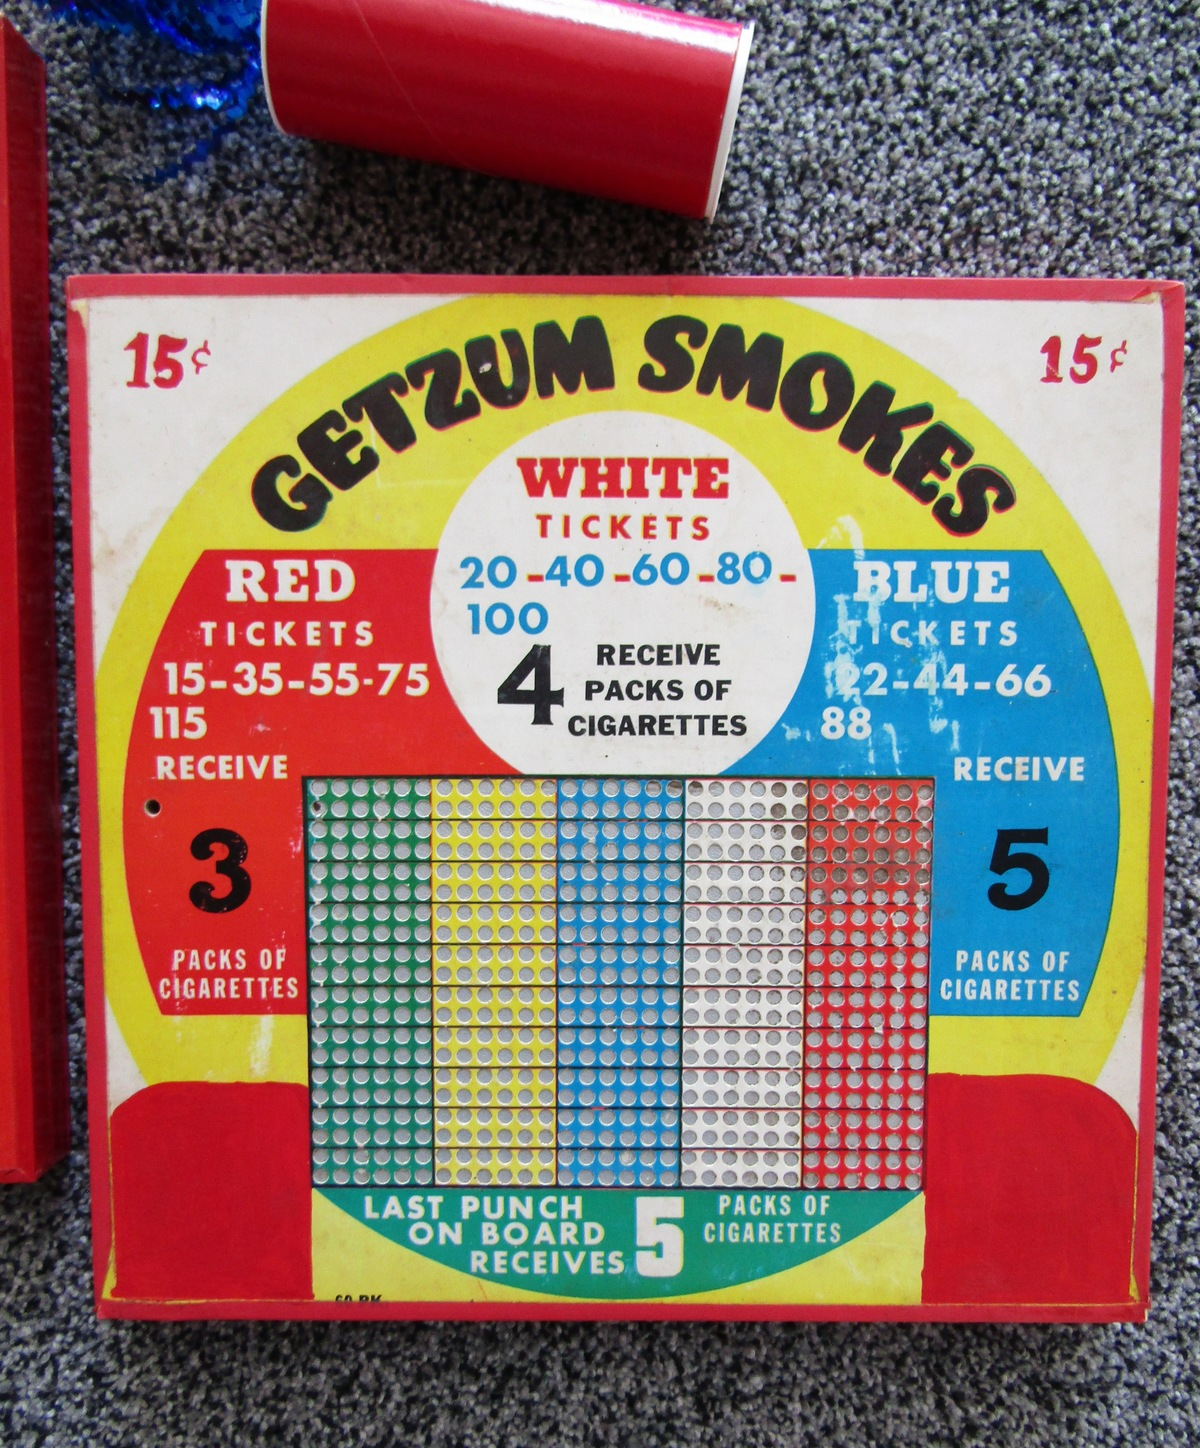 15¢
15¢
GETZUM SMOKES
WHITE
TICKETS
20-40-60-80-
100
4
RECEIVE
PACKS OF
CIGARETTES
RED
TICKETS
15-35-55-75
115
RECEIVE
3
PACKS OF
CIGARETTES
BLUE
TICKETS
22-44-66
88
RECEIVE
5
PACKS OF
CIGARETTES
LAST PUNCH
ON BOARD
RECEIVES
5
PACKS OF
CIGARETTES